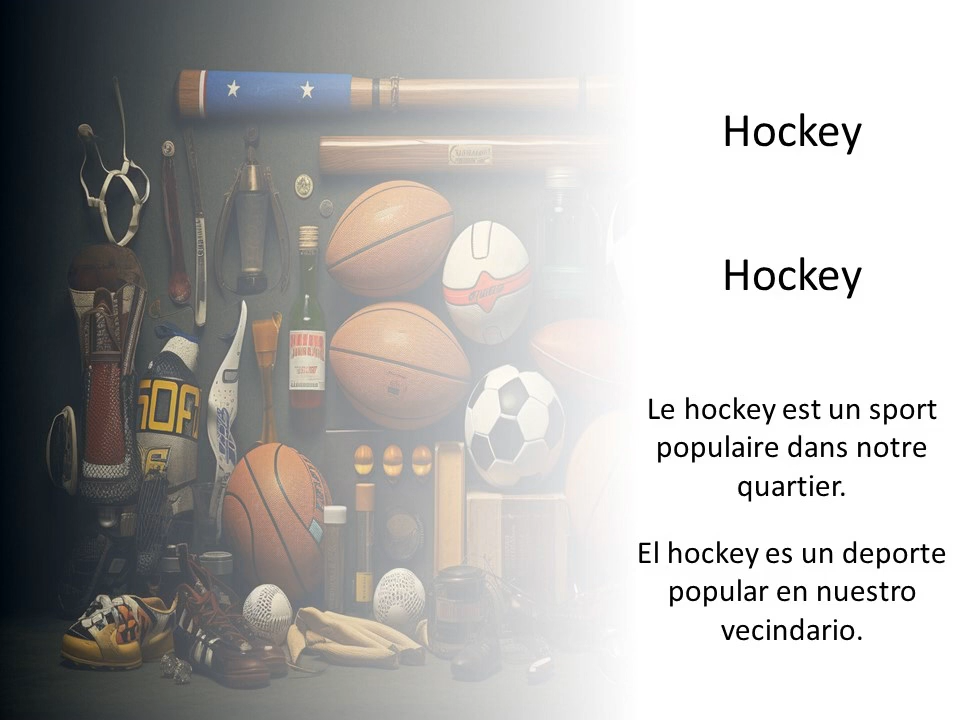 Hockey
Hockey
Le hockey est un sport
populaire dans notre
quartier.
El hockey es un deporte
popular en nuestro
vecindario.